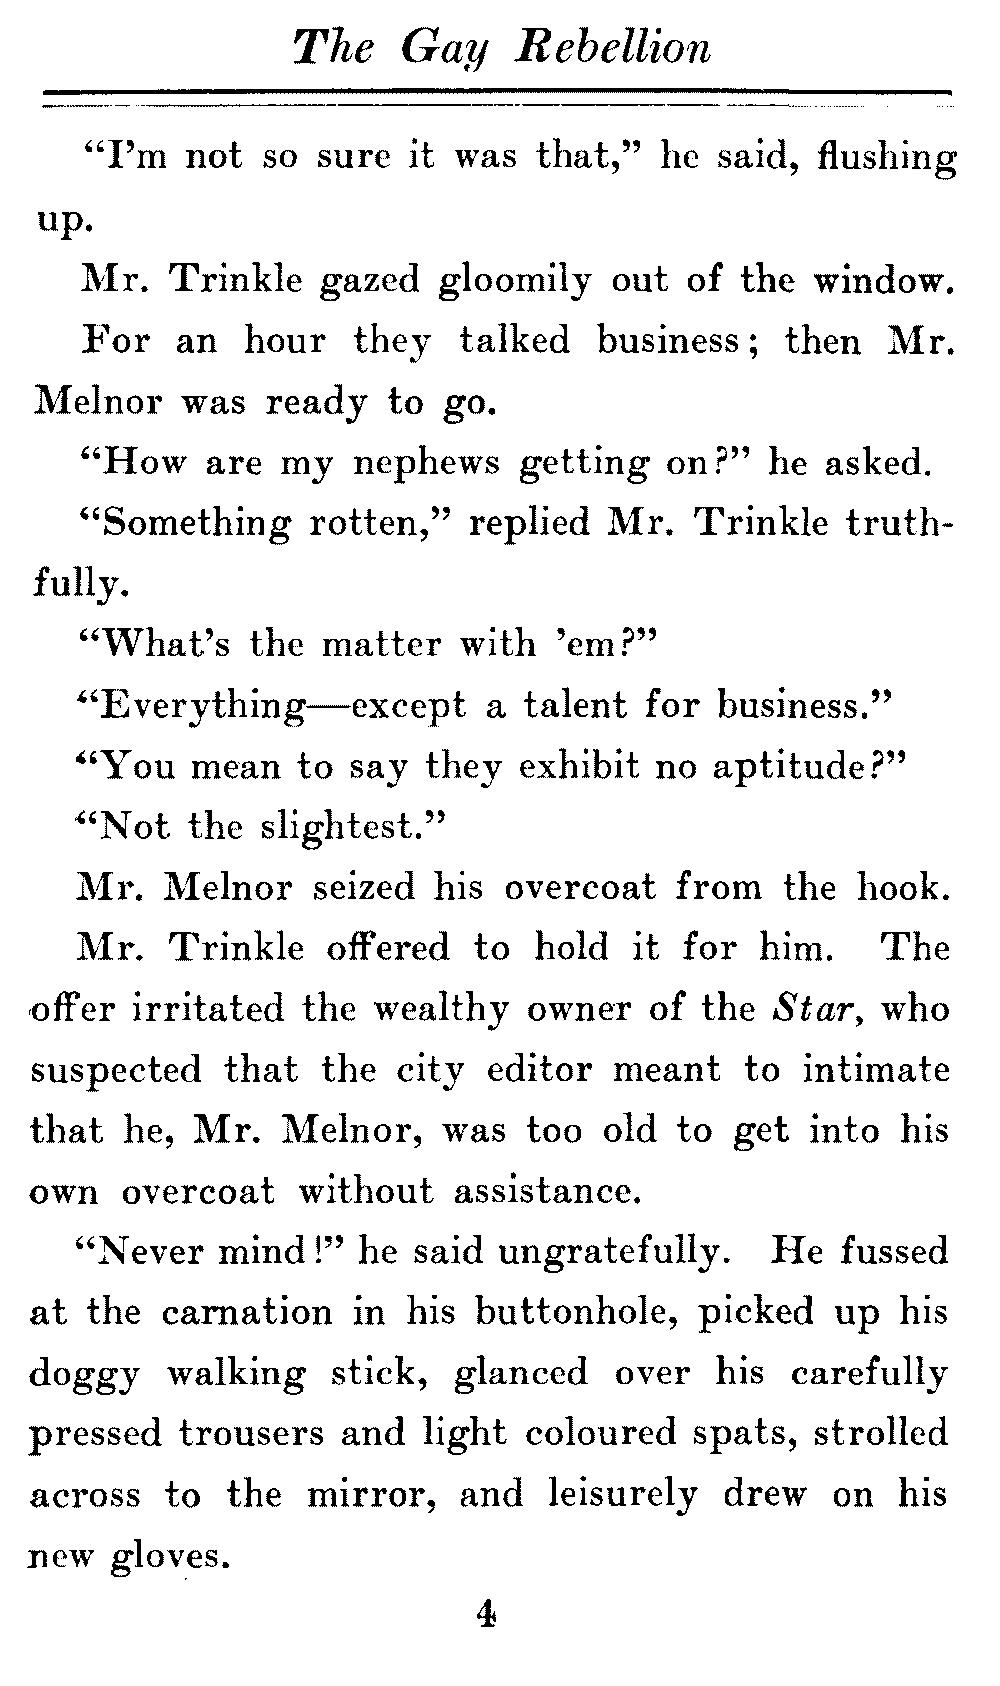 The Gay Rebellion
“I’m not so sure it was that,” he said, flushing
up.
Mr. Trinkle gazed gloomily out of the window.
For an hour they talked business; then Mr.
Melnor was ready to go.
“How are my nephews getting on?” he asked.
“Something rotten,” replied Mr. Trinkle truth-
fully.
“What’s the matter with ’em?”
“Everything—except a talent for business.”
“You mean to say they exhibit no aptitude?”
“Not the slightest.”
Mr. Melnor seized his overcoat from the hook.
Mr. Trinkle offered to hold it for him. The
offer irritated the wealthy owner of the Star, who
suspected that the city editor meant to intimate
that he, Mr. Melnor, was too old to get into his
own overcoat without assistance.
“Never mind!” he said ungratefully. He fussed
at the carnation in his buttonhole, picked up his
doggy walking stick, glanced over his carefully
pressed trousers and light coloured spats, strolled
across to the mirror, and leisurely drew on his
new gloves.
4